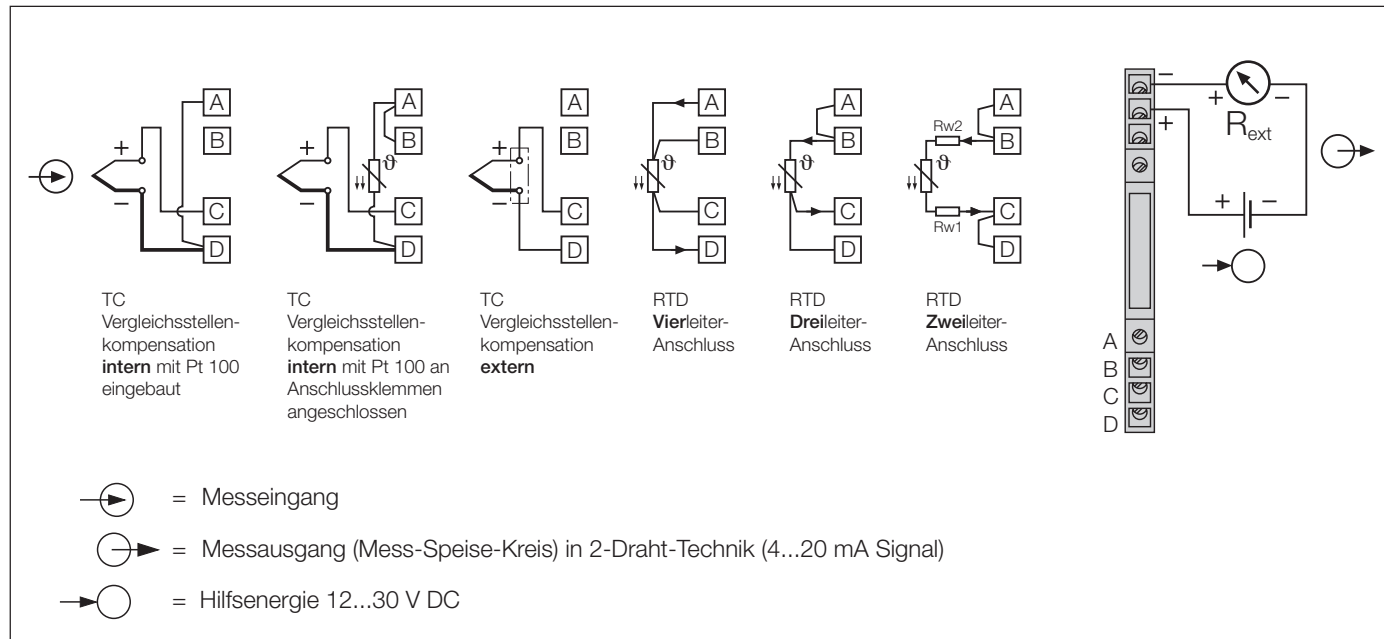 A
B
C
D
+
−
A
B
C
D
+
−
ϑ
A
B
C
D
+
−
A
B
C
D
ϑ
A
B
C
D
ϑ
A
B
C
D
Rw2
ϑ
Rw1
TC
Vergleichsstellen-
kompensation
intern mit Pt 100
eingebaut
TC
Vergleichsstellen-
kompensation
intern mit Pt 100 an
Anschlussklemmen
angeschlossen
TC
Vergleichsstellen-
kompensation
extern
RTD
Vierleiter-
Anschluss
RTD
Dreileiter-
Anschluss
RTD
Zweileiter-
Anschluss
−
+
+ −
Rext
+ −
A
B
C
D
= Messeingang
= Messausgang (Mess-Speise-Kreis) in 2-Draht-Technik (4...20 mA Signal)
= Hilfsenergie 12...30 V DC